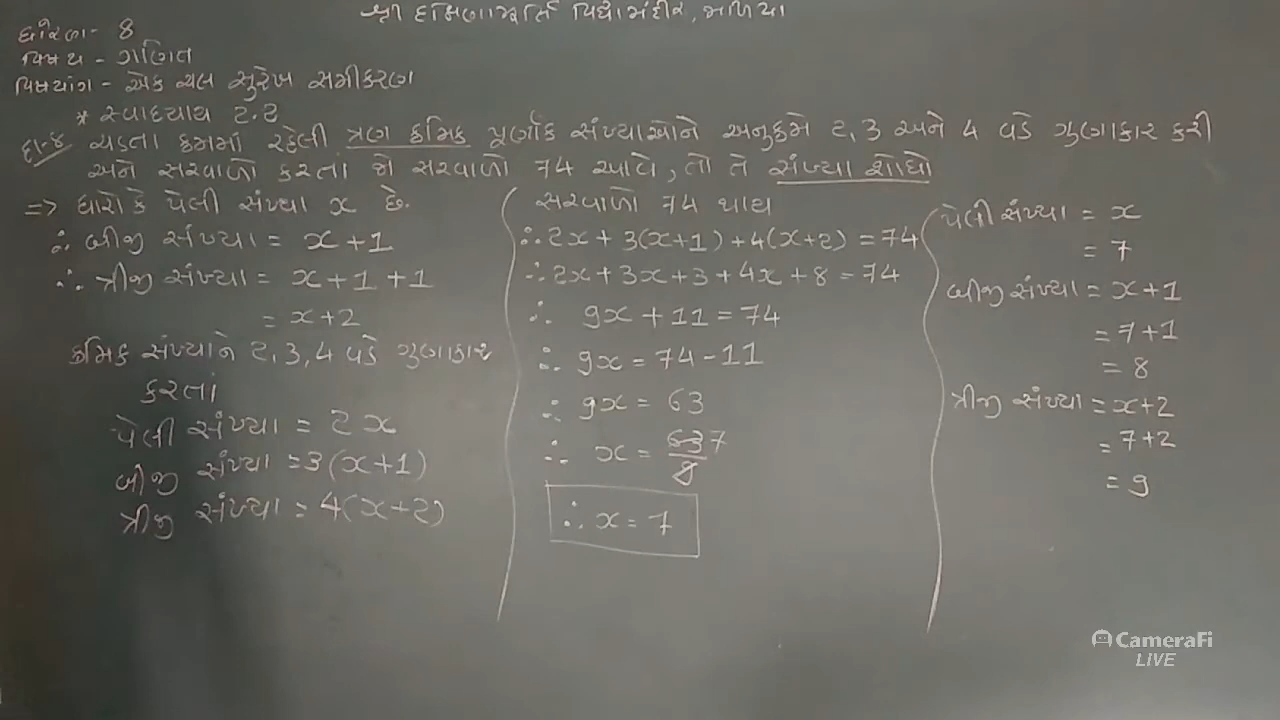 શ્રી દક્ષિણામૂર્તિ વિદ્યામંદીર, માળિયા
ધોરણ- 8
વિષય - ગણિત
વિષયાંગ - એક ચલ સુરેખ સમીકરણ
* સ્વાધ્યાય 2.2
દા-8 ચડતા ક્રમમાં રહેલી ત્રણ ક્રમિક પૂર્ણાંક સંખ્યાઓને અનુક્રમે 2, 3 અને 4 વડે ગુણાકાર કરી
અને સરવાળો કરતાં જો સરવાળો 74 આવે, તો તે સંખ્યા શોધો
=> ધારો કે પેલી સંખ્યા x છે.
∴ બીજી સંખ્યા = x+1
∴ ત્રીજી સંખ્યા = x+1+1
= x+2
ક્રમિક સંખ્યાને 2, 3, 4 વડે ગુણાકાર
કરતાં
પેલી સંખ્યા = 2x
બીજી સંખ્યા = 3(x+1)
ત્રીજી સંખ્યા = 4(x+2)
સરવાળો 74 થાય
∴ 2x + 3(x+1) + 4(x+2) = 74
∴ 2x + 3x + 3 + 4x + 8 = 74
∴ 9x + 11 = 74
∴ 9x = 74 - 11
∴ 9x = 63
∴ x = 63 7
9
∴ x = 7
પેલી સંખ્યા = x
= 7
બીજી સંખ્યા = x+1
= 7+1
= 8
ત્રીજી સંખ્યા = x+2
= 7+2
= 9
CameraFi
LIVE